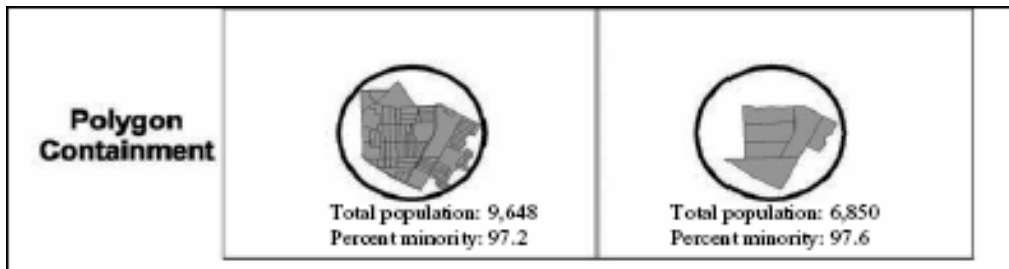 Polygon
Containment
Total population: 9,648
Percent minority: 97.2
Total population: 6,850
Percent minority: 97.6